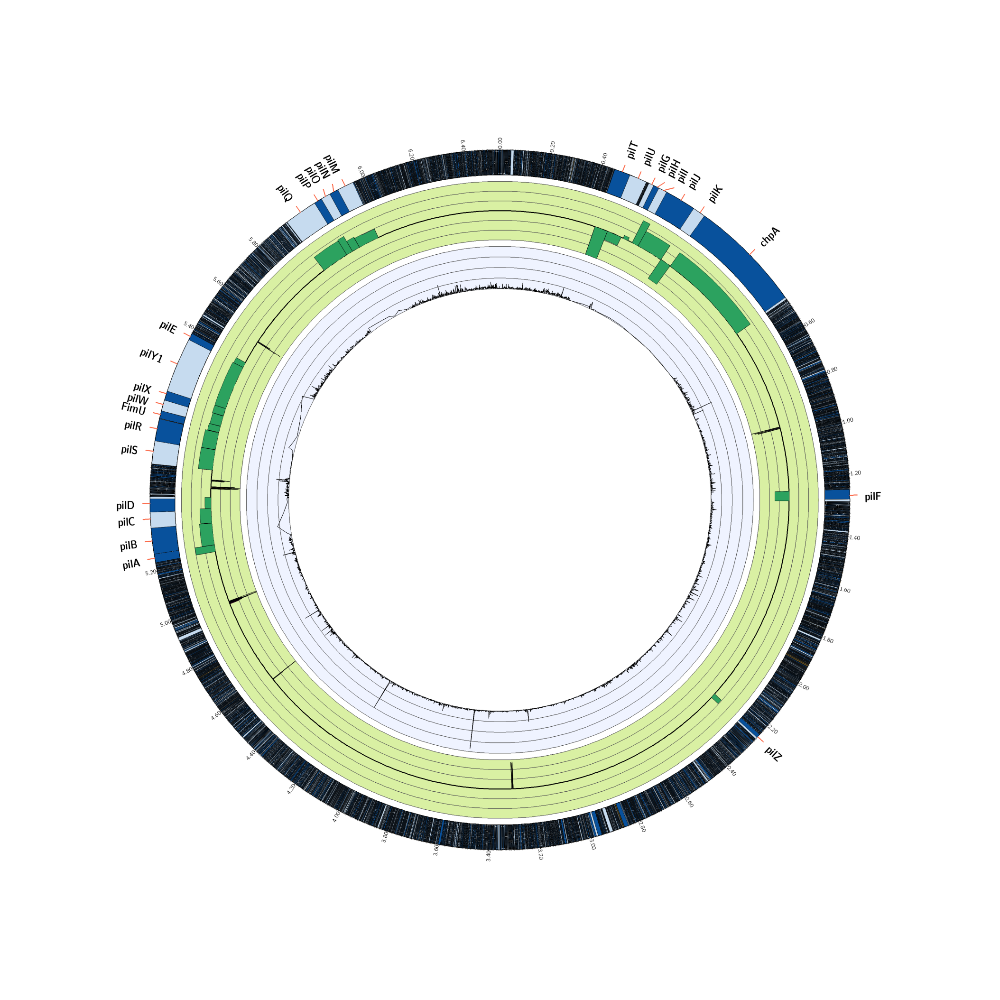 0.00
0.20
0.40
pilT
pilU
pilG
pilH
pilI
pilJ
pilK
chpA
0.60
0.80
1.00
1.20
pilF
1.40
1.60
1.80
2.00
2.20
pilZ
2.40
2.60
2.80
3.00
3.20
3.40
3.60
3.80
4.00
4.20
4.40
4.60
4.80
5.00
5.20
pilA
pilB
pilC
pilD
pilS
pilR
FimU
pilW
pilX
pilY1
pilE
5.40
5.60
5.80
pilQ
pilP
pilO
pilN
pilM
6.00
6.20
6.40